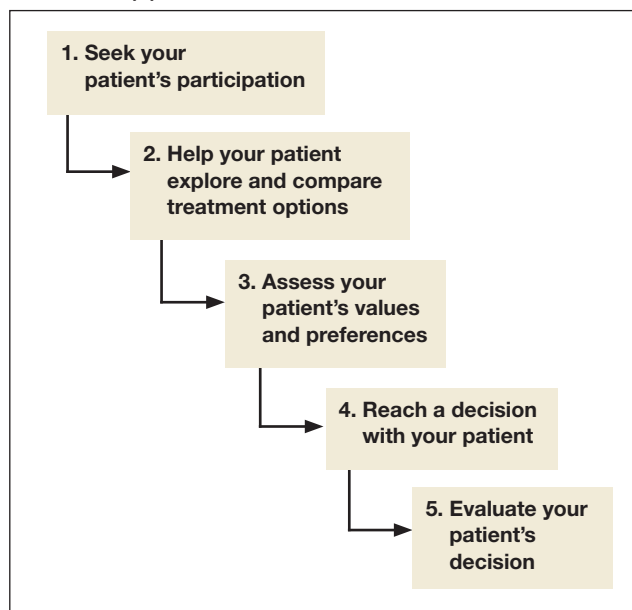 1. Seek your
patient's participation
2. Help your patient
explore and compare
treatment options
3. Assess your
patient's values
and preferences
4. Reach a decision
with your patient
5. Evaluate your
patient's
decision